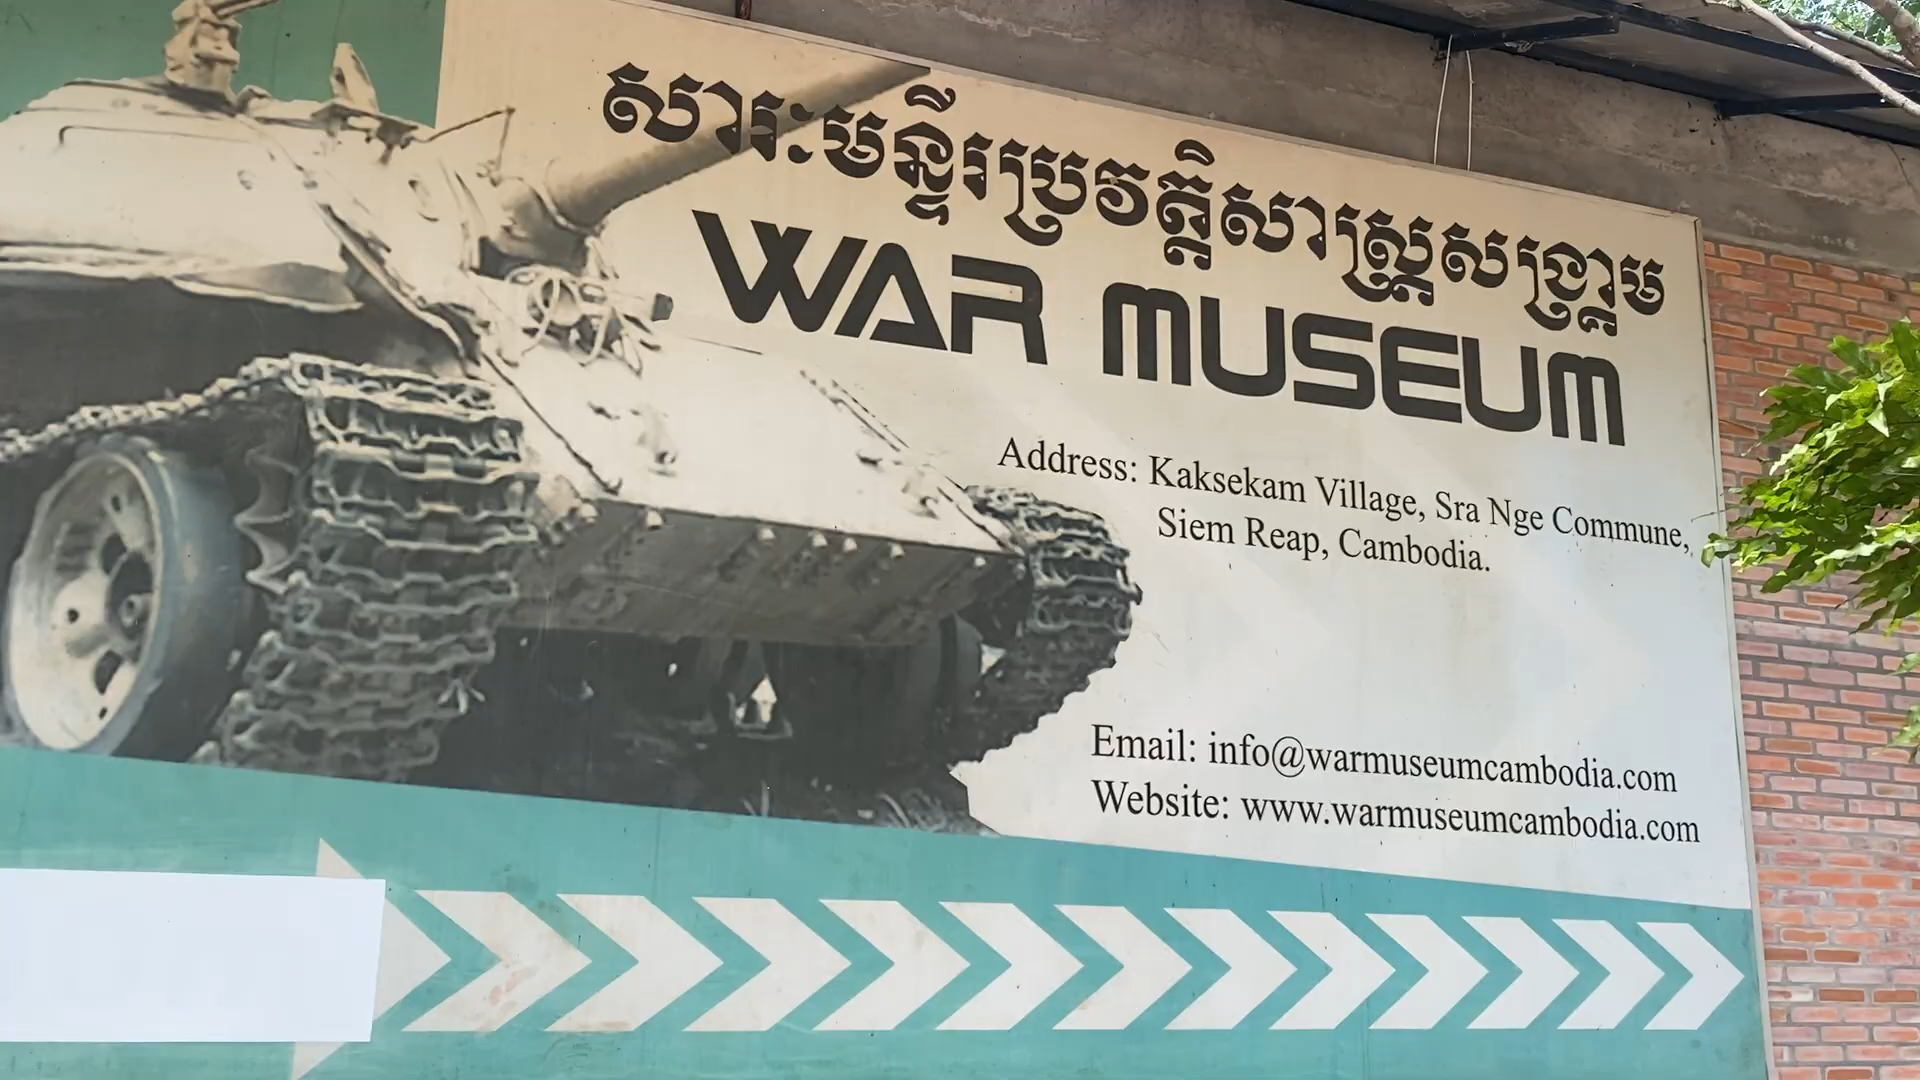 សារៈមន្ទីរប្រវត្តិសាស្ត្រសង្គ្រាម
WAR MUSEUM
Address: Kaksekam Village, Sra Nge Commune,
Siem Reap, Cambodia.
Email: info@warmuseumcambodia.com
Website: www.warmuseumcambodia.com